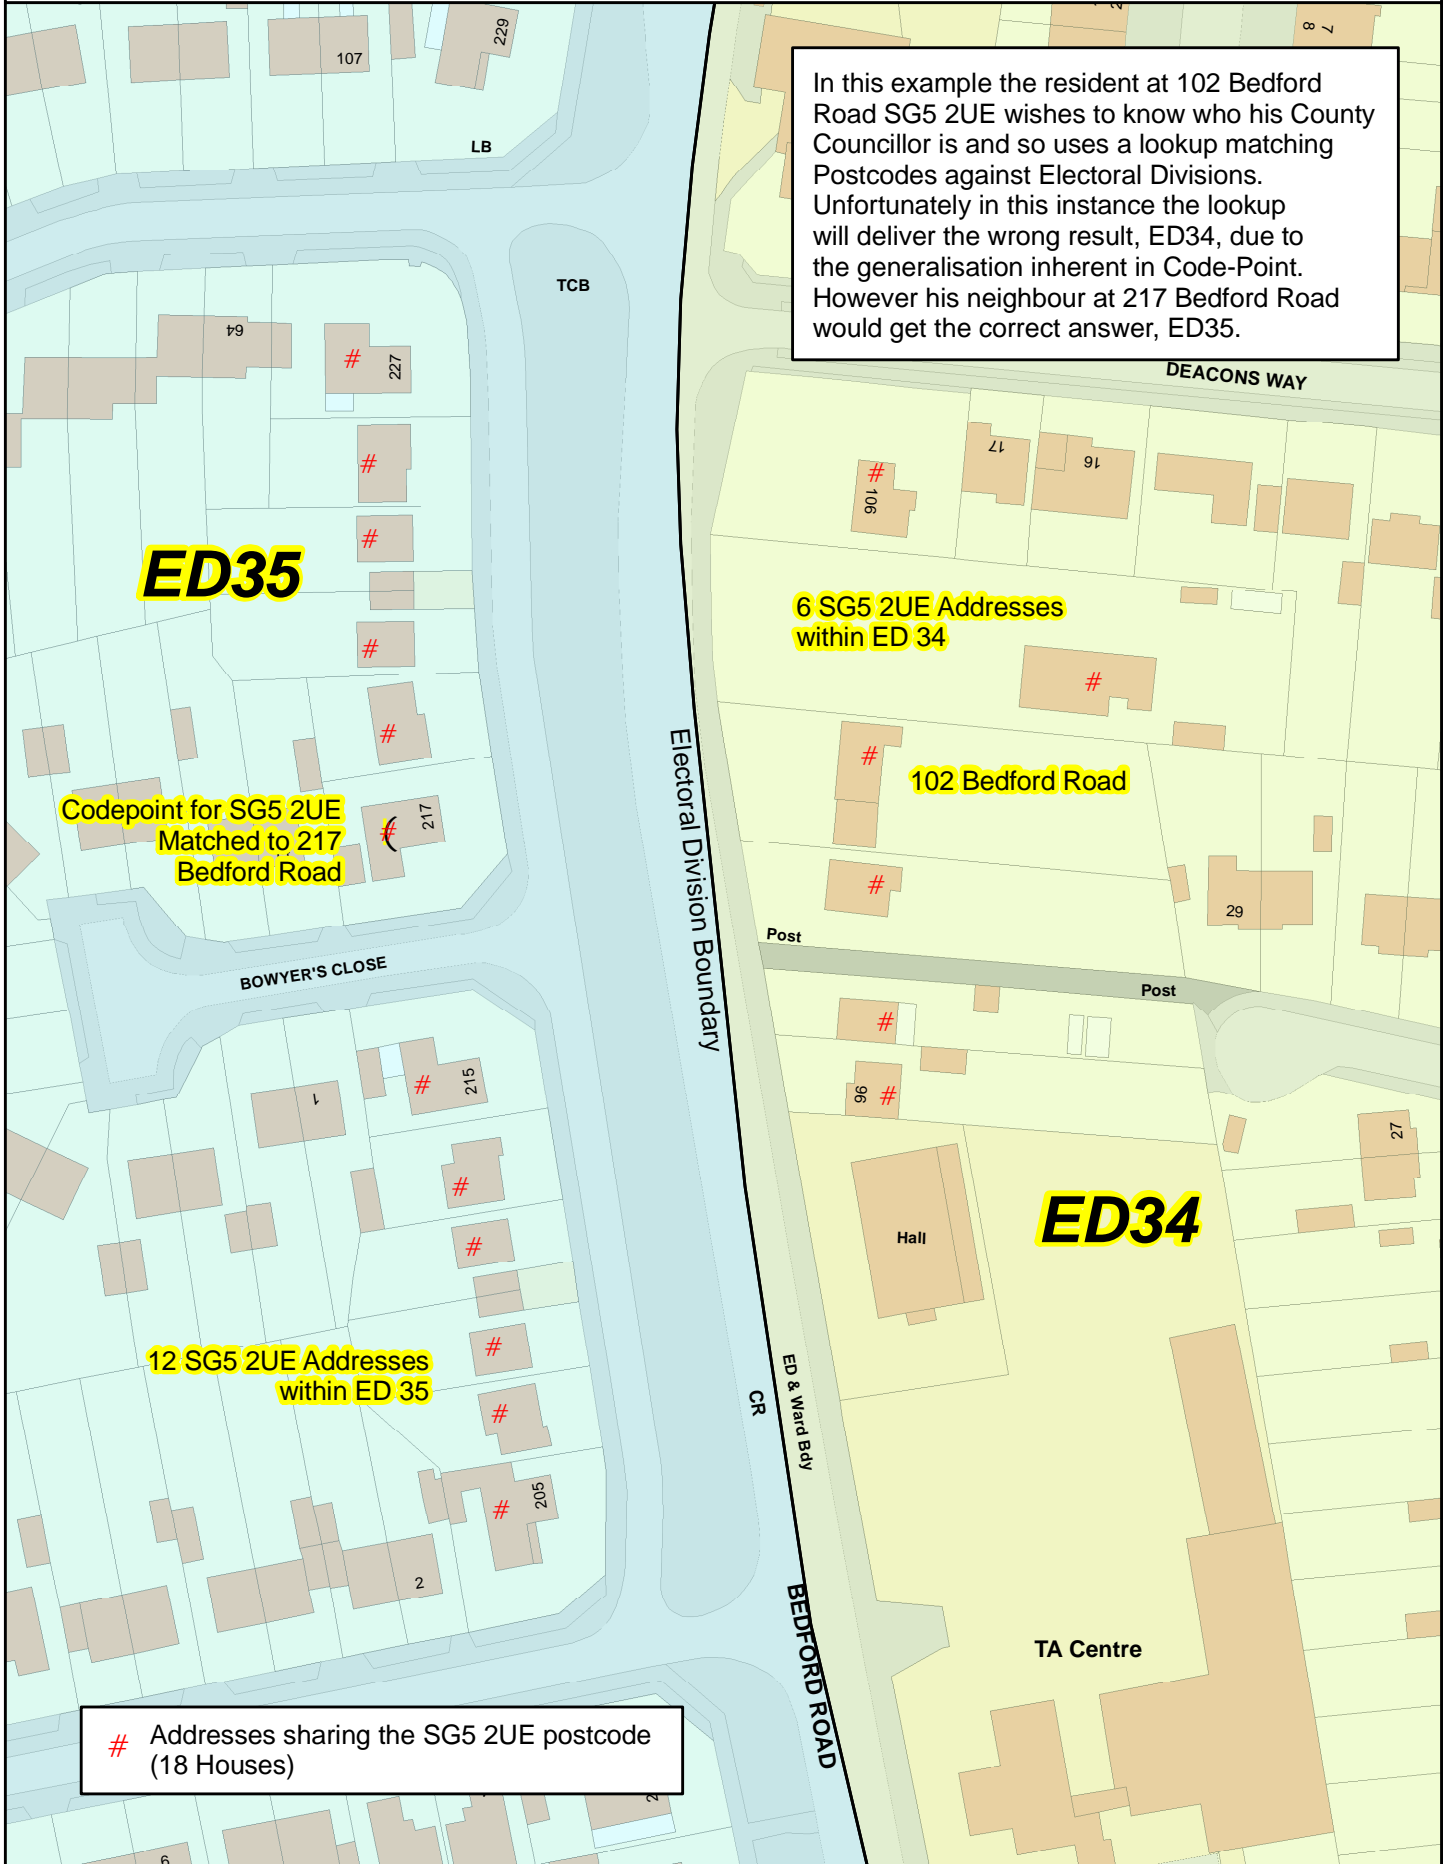 229
107
LB
7
8
In this example the resident at 102 Bedford
Road SG5 2UE wishes to know who his County
Councillor is and so uses a lookup matching
Postcodes against Electoral Divisions.
Unfortunately in this instance the lookup
will deliver the wrong result, ED34, due to
the generalisation inherent in Code-Point.
However his neighbour at 217 Bedford Road
would get the correct answer, ED35.
TCB
64
227
DEACONS WAY
17
16
#
#
#
106
#
ED35
6 SG5 2UE Addresses
within ED 34
#
#
#
#
102 Bedford Road
Electoral Division Boundary
Codepoint for SG5 2UE
Matched to 217
Bedford Road
#
(
217
#
29
Post
BOWYER'S CLOSE
Post
#
#
215
1
96
#
27
#
ED34
Hall
#
12 SG5 2UE Addresses
within ED 35
#
#
#
205
CR
ED & Ward Bdy
2
BEDFORD ROAD
TA Centre
# Addresses sharing the SG5 2UE postcode
(18 Houses)
2
6